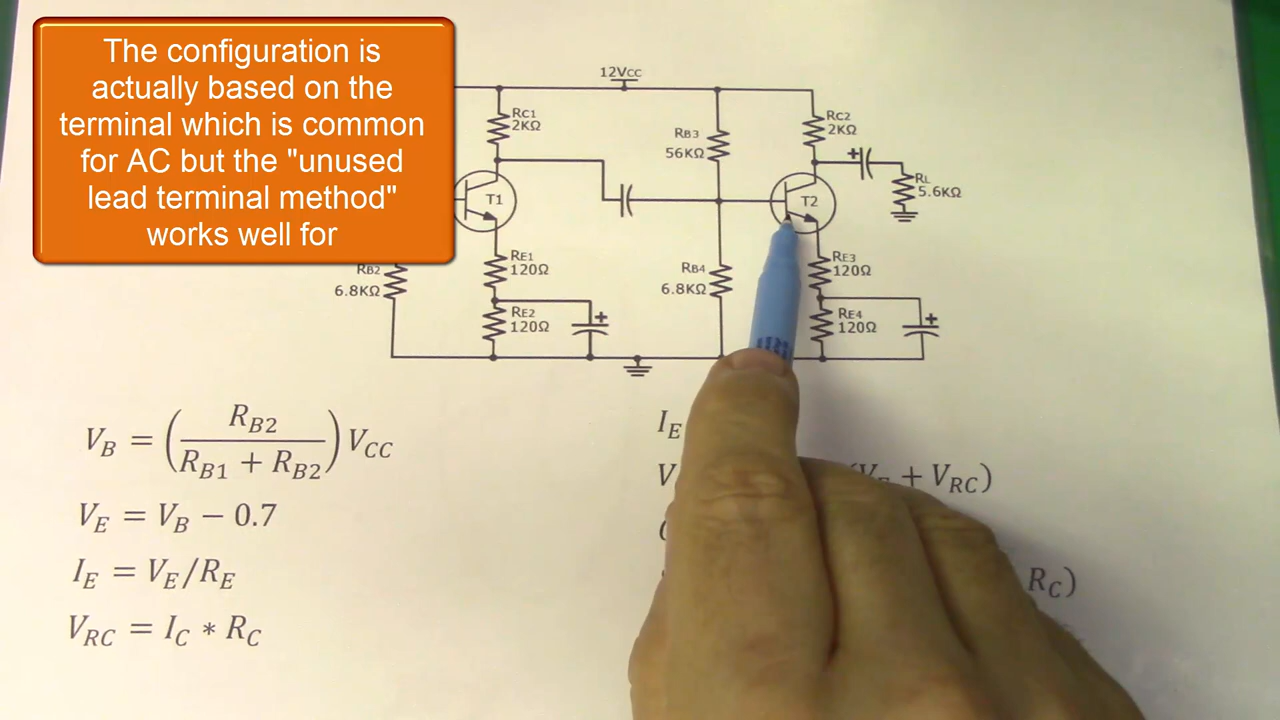 The configuration is
actually based on the
terminal which is common
for AC but the "unused
lead terminal method"
works well for
12VCC
RC1
2KΩ
RB3
56KΩ
RC2
2KΩ
+
RL
5.6KΩ
T1
T2
RB2
6.8KΩ
RE1
120Ω
RB4
6.8KΩ
RE3
120Ω
RE2
120Ω
+
RE4
120Ω
+
V_B = (R_B2 / (R_B1 + R_B2)) V_CC
V_E = V_B − 0.7
I_E = V_E/R_E
V_RC = I_C ∗ R_C
I_E
V
(V_E + V_RC)
R_C)